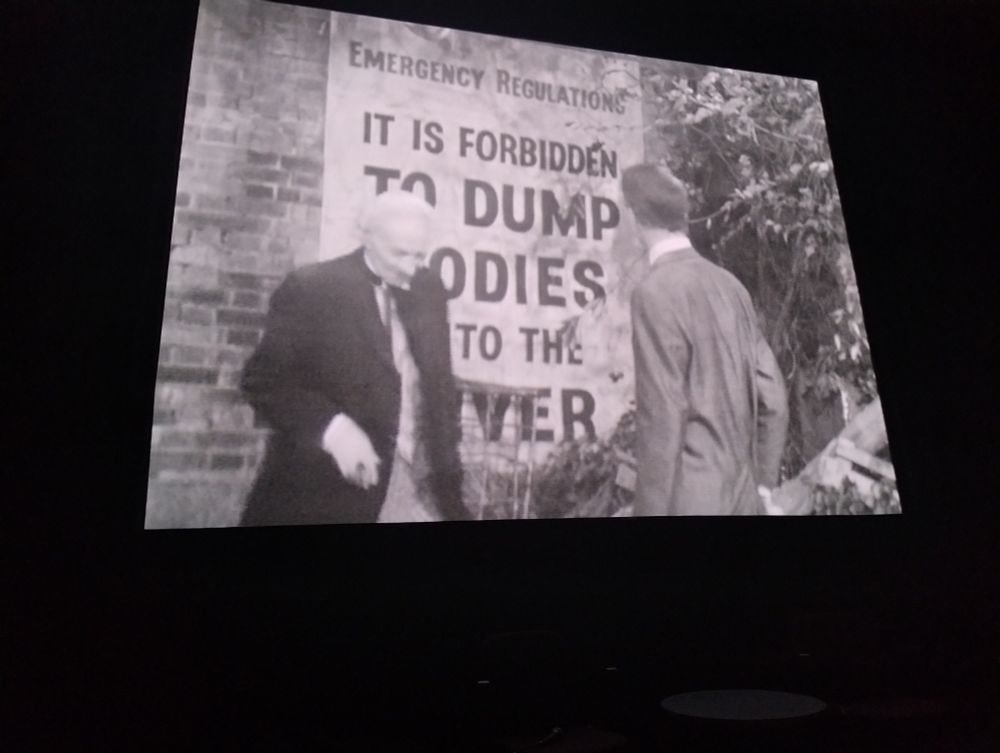 EMERGENCY REGULATIONS
IT IS FORBIDDEN
TO DUMP
ODIES
TO THE
VER